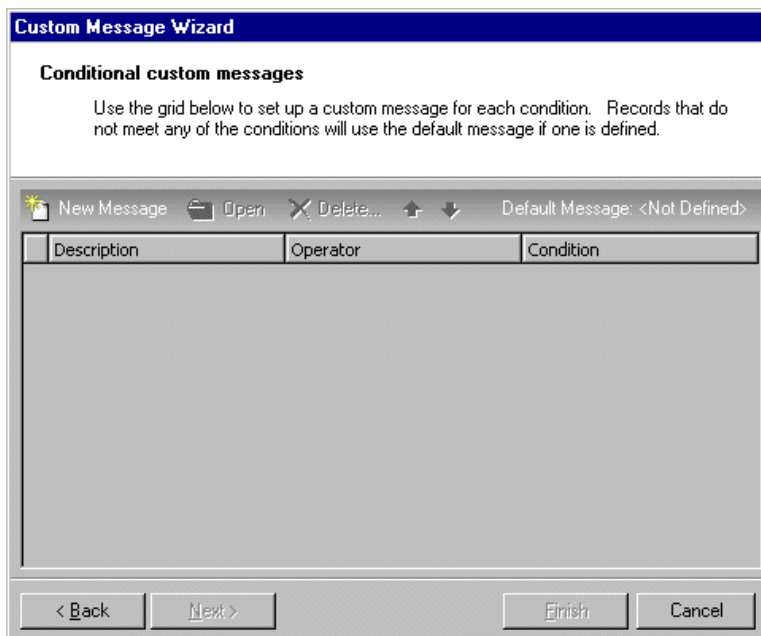 Custom Message Wizard
Conditional custom messages
Use the grid below to set up a custom message for each condition. Records that do
not meet any of the conditions will use the default message if one is defined.
New Message Open Delete... Default Message: <Not Defined>
Description Operator Condition
< Back Next > Finish Cancel